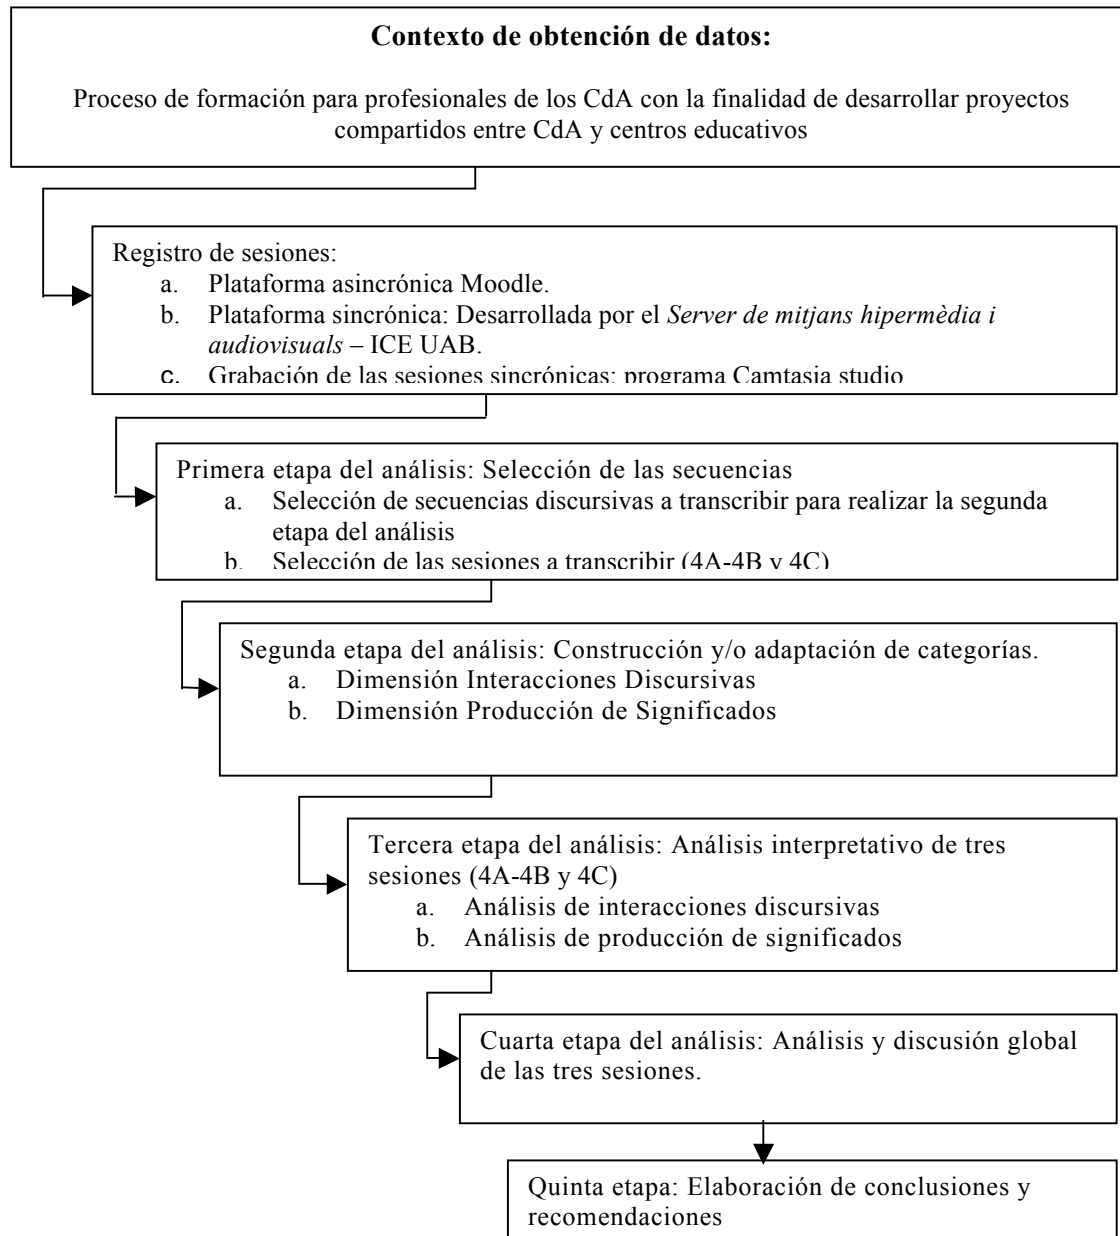 Contexto de obtención de datos:
Proceso de formación para profesionales de los CdA con la finalidad de desarrollar proyectos
compartidos entre CdA y centros educativos
Registro de sesiones:
a. Plataforma asincrónica Moodle.
b. Plataforma sincrónica: Desarrollada por el Server de mitjans hipermèdia i
audiovisuals – ICE UAB.
c. Grabación de las sesiones sincrónicas: programa Camtasia studio
Primera etapa del análisis: Selección de las secuencias
a. Selección de secuencias discursivas a transcribir para realizar la segunda
etapa del análisis
b. Selección de las sesiones a transcribir (4A-4B y 4C)
Segunda etapa del análisis: Construcción y/o adaptación de categorías.
a. Dimensión Interacciones Discursivas
b. Dimensión Producción de Significados
Tercera etapa del análisis: Análisis interpretativo de tres
sesiones (4A-4B y 4C)
a. Análisis de interacciones discursivas
b. Análisis de producción de significados
Cuarta etapa del análisis: Análisis y discusión global
de las tres sesiones.
Quinta etapa: Elaboración de conclusiones y
recomendaciones